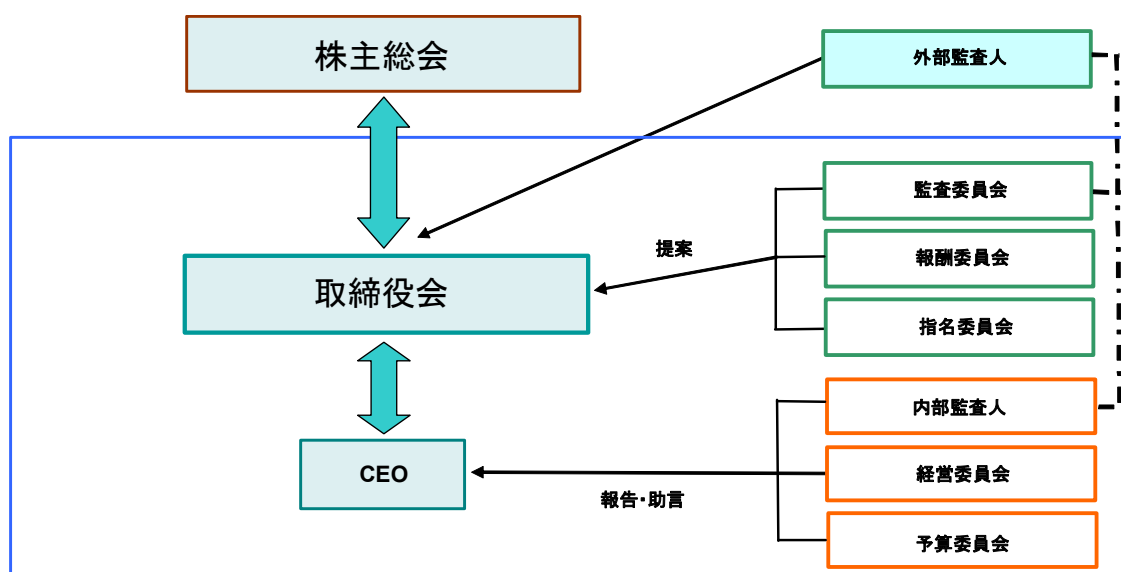 株主総会
外部監査人
監査委員会
提案
報酬委員会
取締役会
指名委員会
内部監査人
CEO
経営委員会
報告・助言
予算委員会